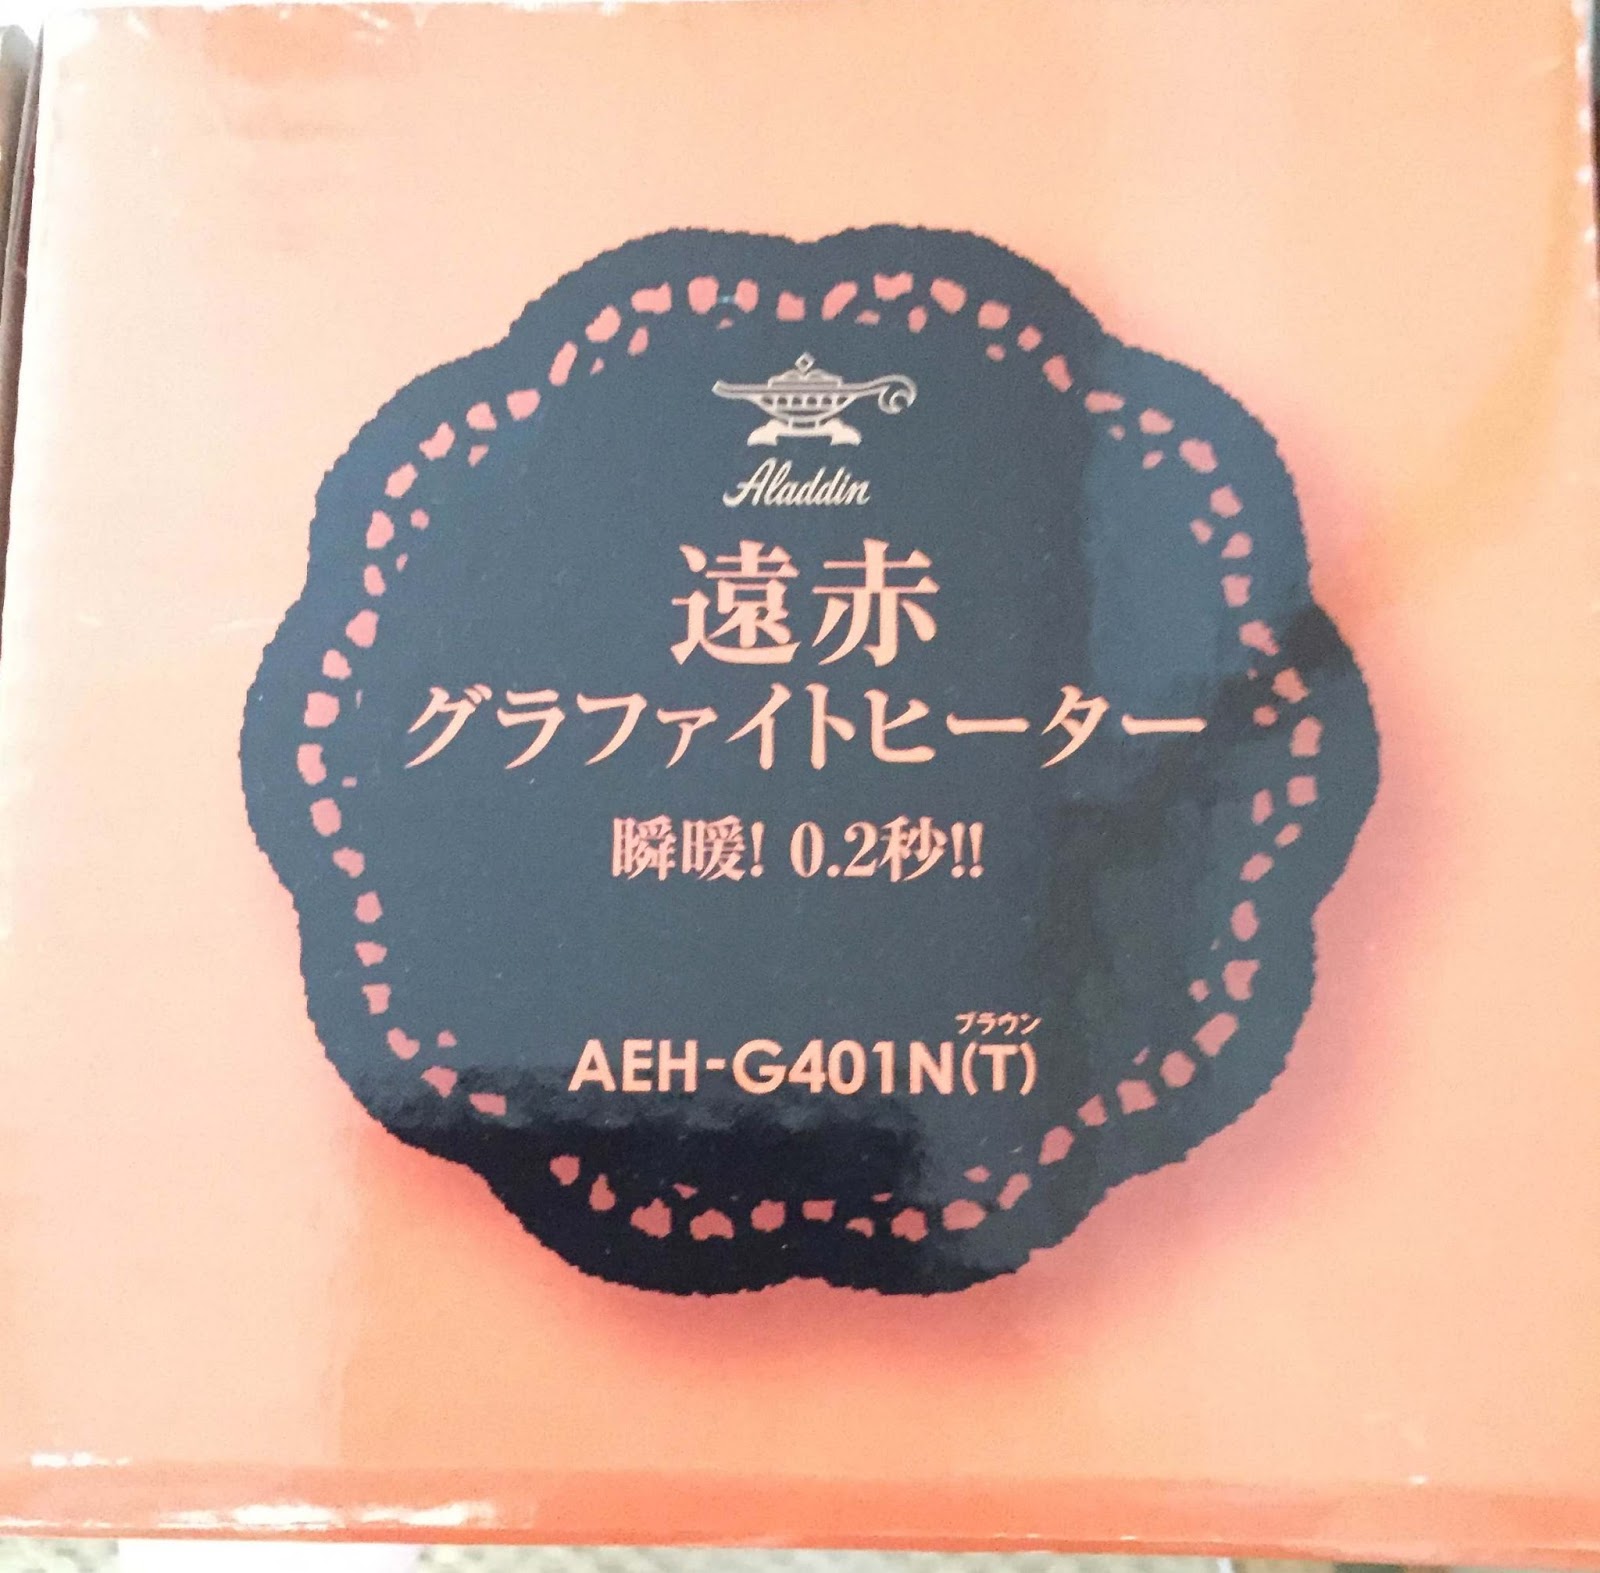 Aladdin
遠赤
グラファイトヒーター
瞬暖! 0.2秒!!
ブラウン
AEH-G401N(T)